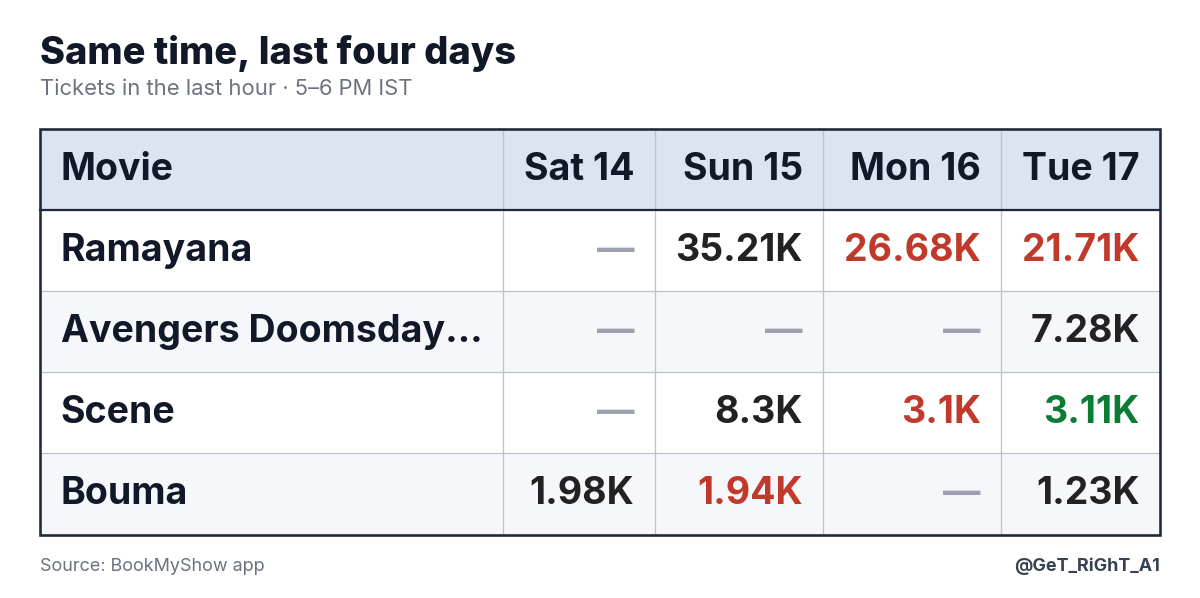 Same time, last four days
Tickets in the last hour · 5–6 PM IST
Movie Sat 14 Sun 15 Mon 16 Tue 17
Ramayana — 35.21K 26.68K 21.71K
Avengers Doomsday... — — — 7.28K
Scene — 8.3K 3.1K 3.11K
Bouma 1.98K 1.94K — 1.23K
Source: BookMyShow app @GeT_RiGhT_A1